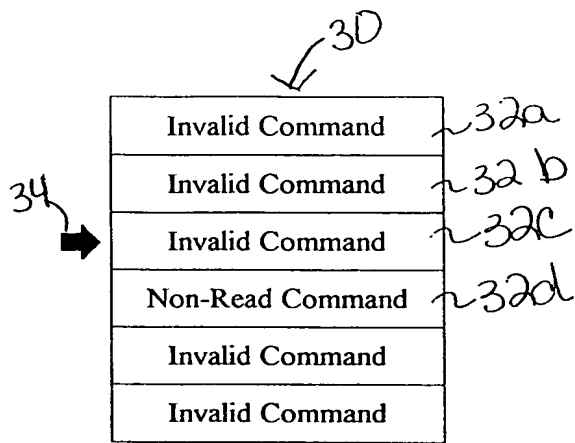 30
Invalid Command 32a
Invalid Command 32b
34 Invalid Command 32c
Non-Read Command 32d
Invalid Command
Invalid Command